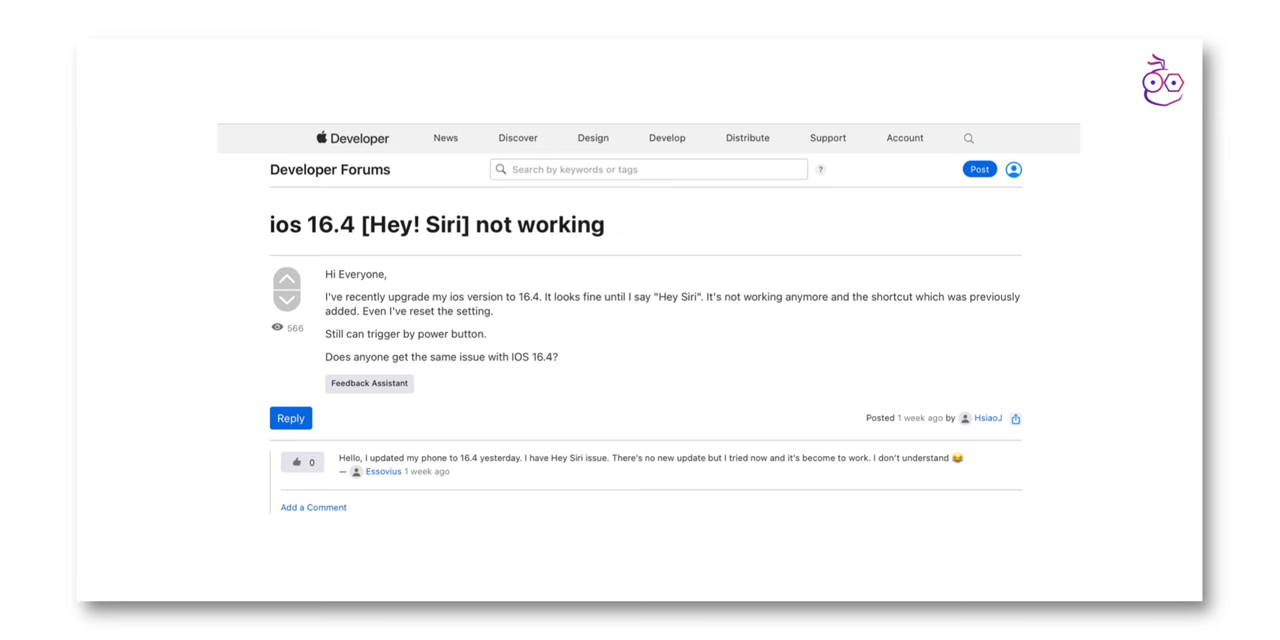 Developer News Discover Design Develop Distribute Support Account
Developer Forums Search by keywords or tags ? Post
ios 16.4 [Hey! Siri] not working
Hi Everyone,
I've recently upgrade my ios version to 16.4. It looks fine until I say "Hey Siri". It's not working anymore and the shortcut which was previously
added. Even I've reset the setting.
566
Still can trigger by power button.
Does anyone get the same issue with IOS 16.4?
Feedback Assistant
Reply Posted 1 week ago by HsiaoJ
0 Hello, I updated my phone to 16.4 yesterday. I have Hey Siri issue. There's no new update but I tried now and it's become to work. I don't understand 😂
— Essovius 1 week ago
Add a Comment